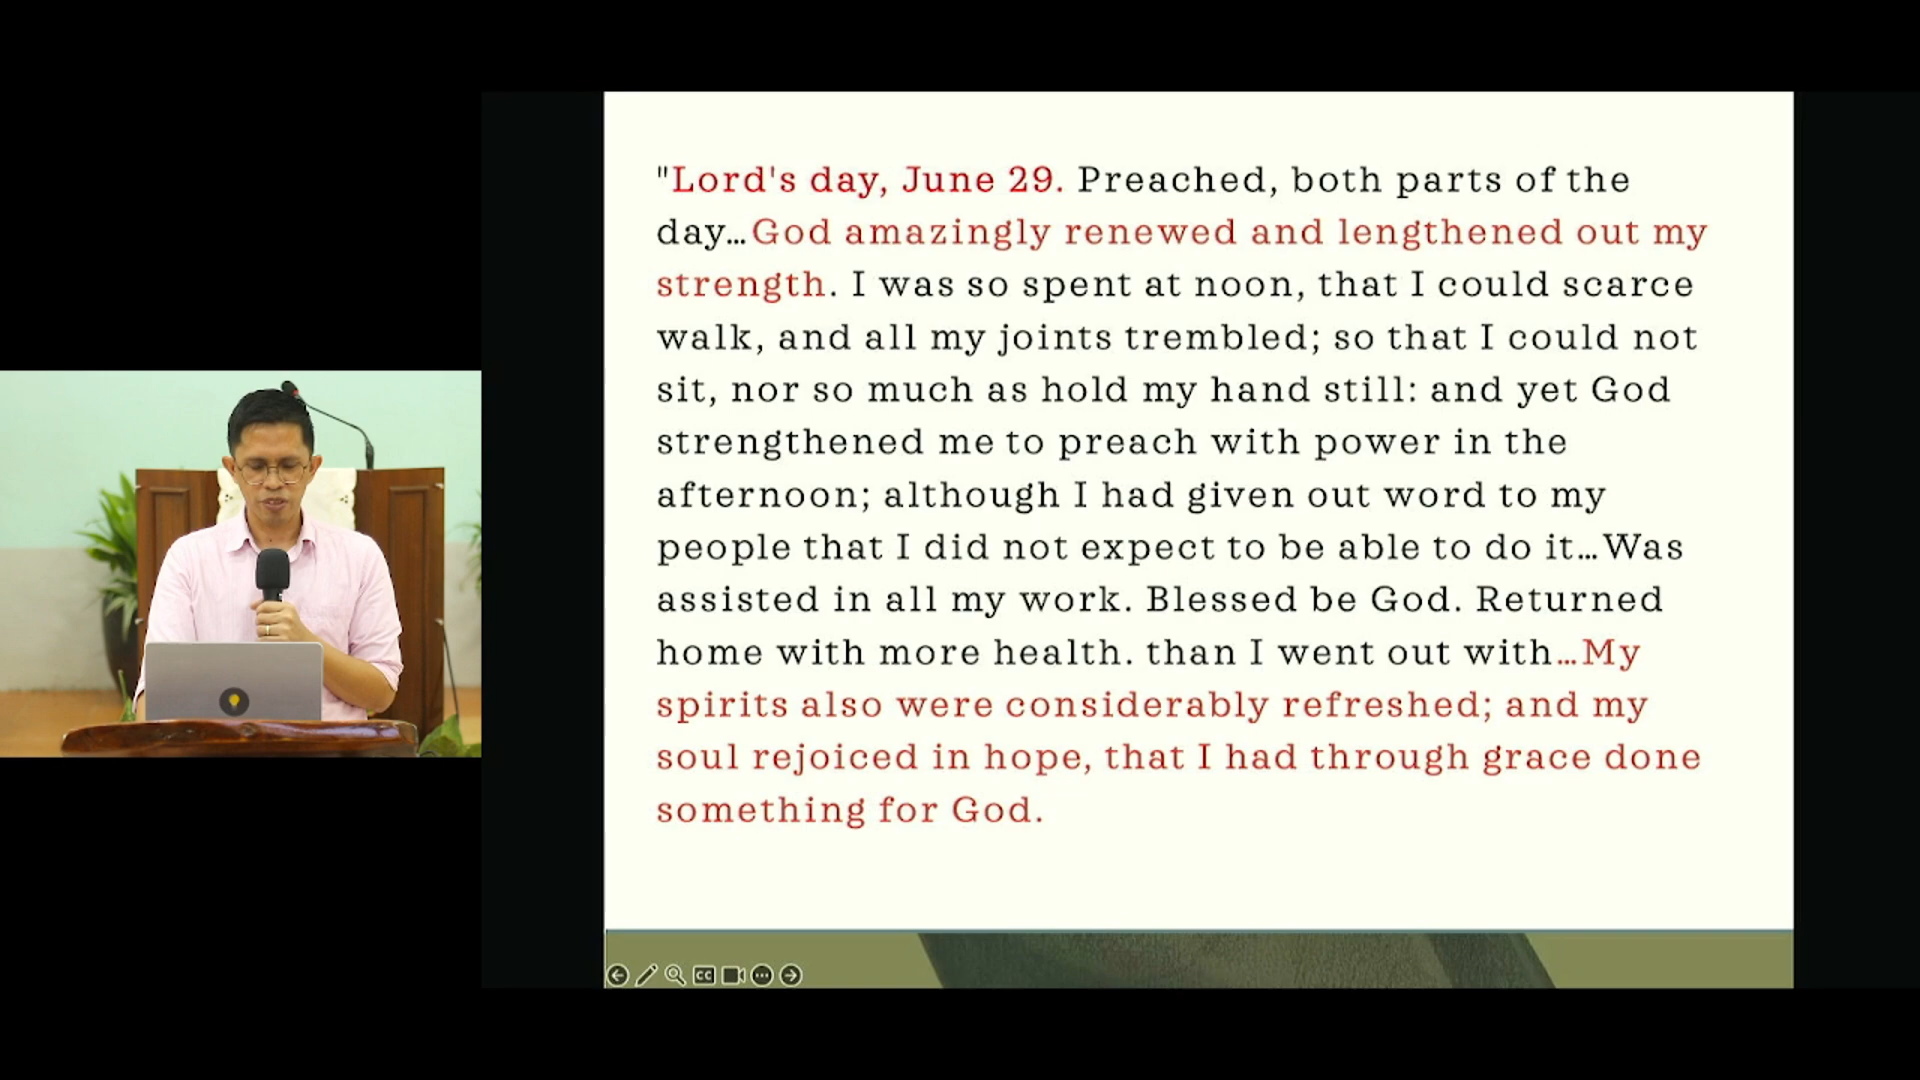 "Lord's day, June 29. Preached, both parts of the
day…God amazingly renewed and lengthened out my
strength. I was so spent at noon, that I could scarce
walk, and all my joints trembled; so that I could not
sit, nor so much as hold my hand still: and yet God
strengthened me to preach with power in the
afternoon; although I had given out word to my
people that I did not expect to be able to do it…Was
assisted in all my work. Blessed be God. Returned
home with more health. than I went out with…My
spirits also were considerably refreshed; and my
soul rejoiced in hope, that I had through grace done
something for God.
CC